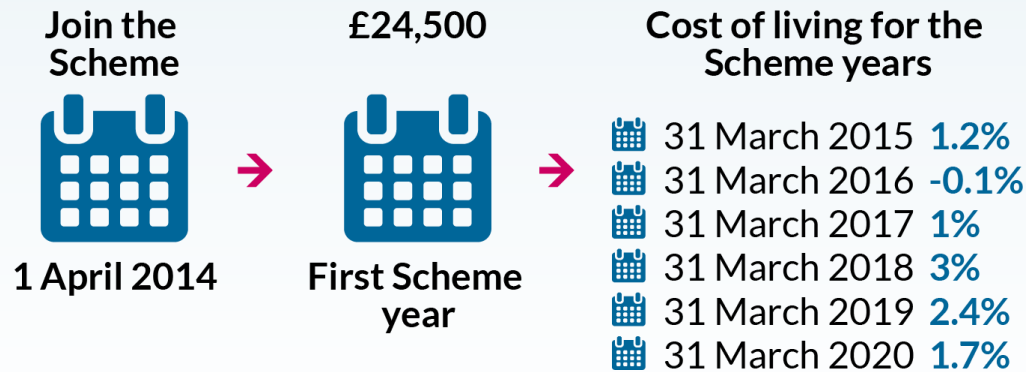 Join the
Scheme
1 April 2014
£24,500
First Scheme
year
Cost of living for the
Scheme years
31 March 2015 1.2%
31 March 2016 -0.1%
31 March 2017 1%
31 March 2018 3%
31 March 2019 2.4%
31 March 2020 1.7%